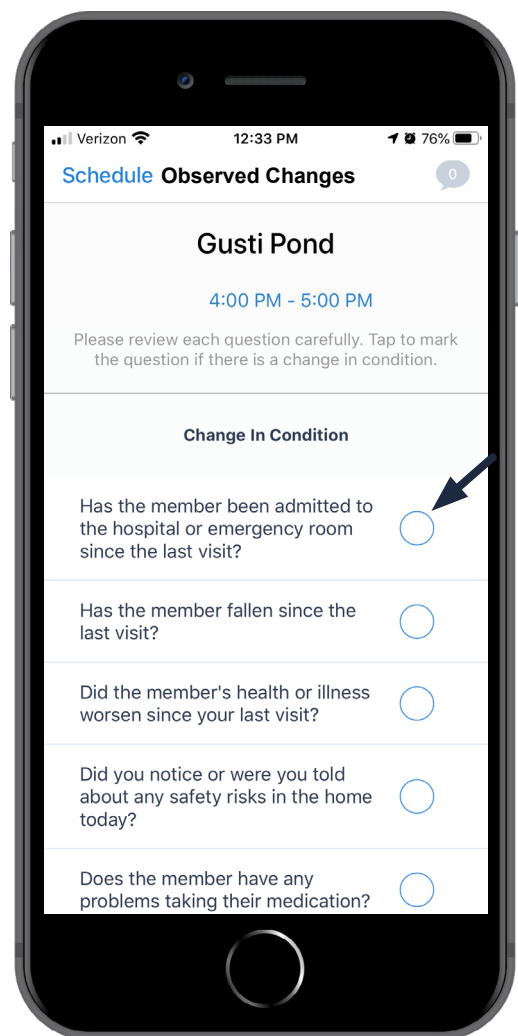 Verizon 12:33 PM 76%
Schedule Observed Changes 0
Gusti Pond
4:00 PM - 5:00 PM
Please review each question carefully. Tap to mark
the question if there is a change in condition.
Change In Condition
Has the member been admitted to
the hospital or emergency room
since the last visit?
Has the member fallen since the
last visit?
Did the member's health or illness
worsen since your last visit?
Did you notice or were you told
about any safety risks in the home
today?
Does the member have any
problems taking their medication?